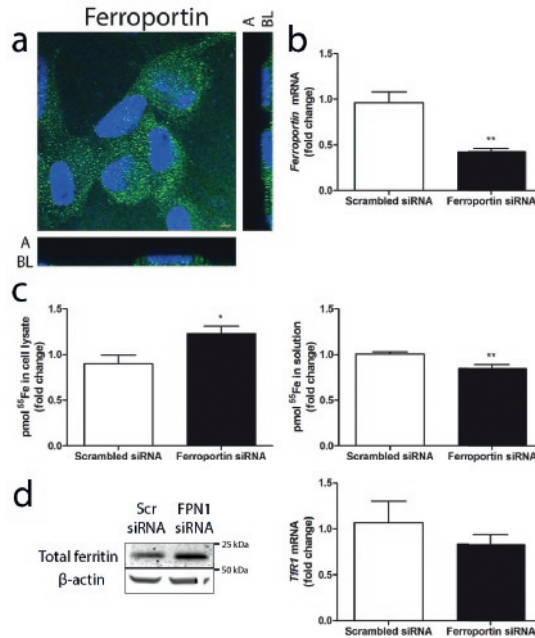 Ferroportin
a
A
BL
A
BL
b
Ferroportin mRNA
(fold change)
1.5
1.0
0.5
0.0
**
Scrambled siRNA
Ferroportin siRNA
c
pmol ⁵⁵Fe in cell lysate
(fold change)
1.5
1.0
0.5
0.0
*
Scrambled siRNA
Ferroportin siRNA
pmol ⁵⁵Fe in solution
(fold change)
1.5
1.0
0.5
0.0
**
Scrambled siRNA
Ferroportin siRNA
d
Scr
siRNA
FPN1
siRNA
Total ferritin
25 kDa
50 kDa
β-actin
TfR1 mRNA
(fold change)
1.5
1.0
0.5
0.0
Scrambled siRNA
Ferroportin siRNA